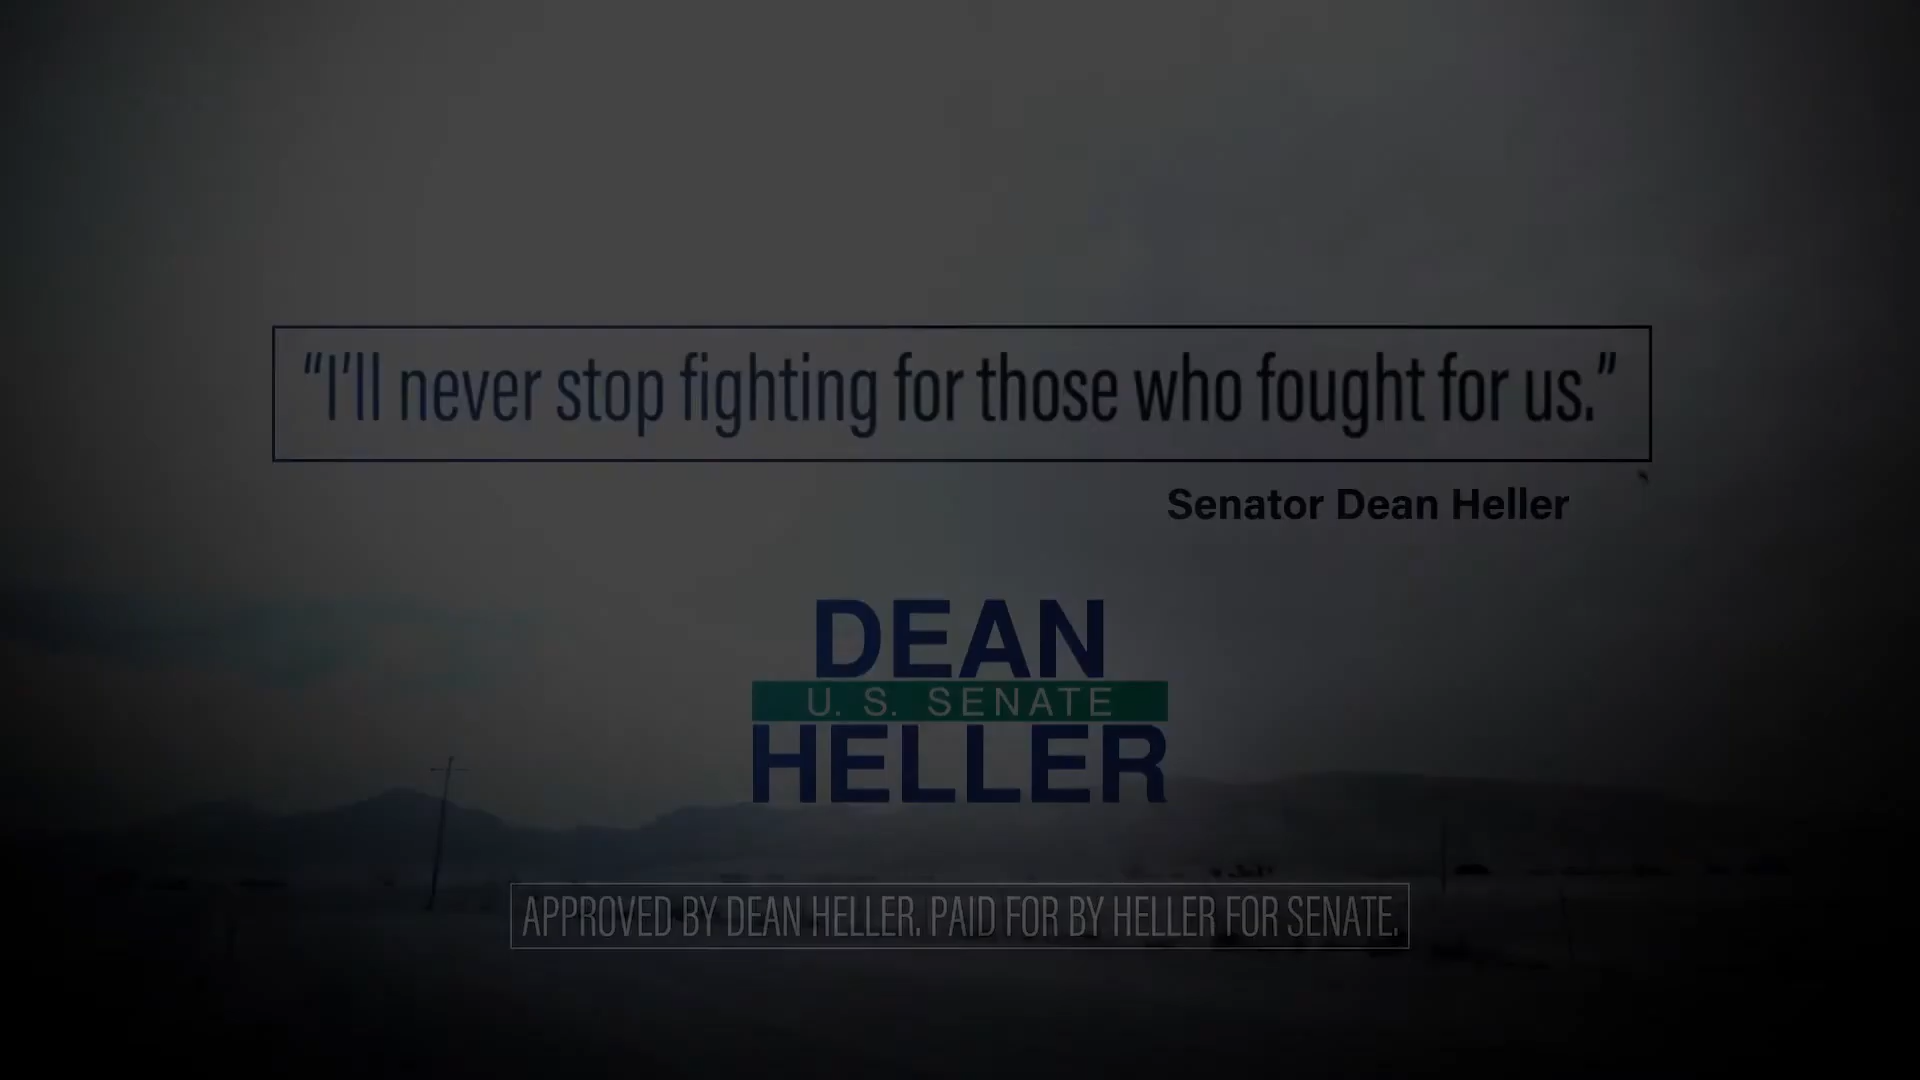 “I’ll never stop fighting for those who fought for us.”
Senator Dean Heller
DEAN
U. S. SENATE
HELLER
APPROVED BY DEAN HELLER. PAID FOR BY HELLER FOR SENATE.